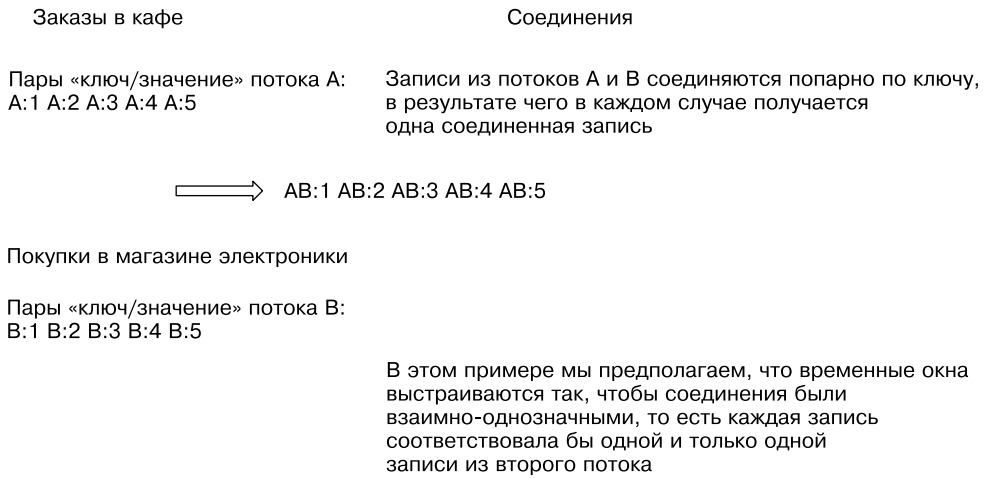 Заказы в кафе
Соединения
Пары «ключ/значение» потока A:
A:1 A:2 A:3 A:4 A:5
Записи из потоков A и B соединяются попарно по ключу,
в результате чего в каждом случае получается
одна соединенная запись
AB:1 AB:2 AB:3 AB:4 AB:5
Покупки в магазине электроники
Пары «ключ/значение» потока B:
B:1 B:2 B:3 B:4 B:5
В этом примере мы предполагаем, что временные окна
выстраиваются так, чтобы соединения были
взаимно-однозначными, то есть каждая запись
соответствовала бы одной и только одной
записи из второго потока